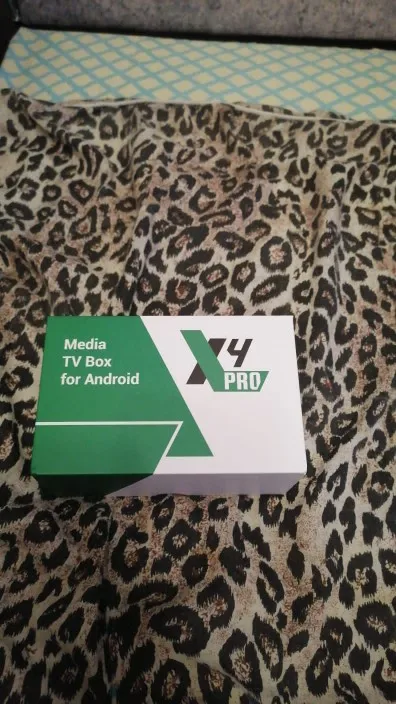 Media
TV Box
for Android
X4
PRO